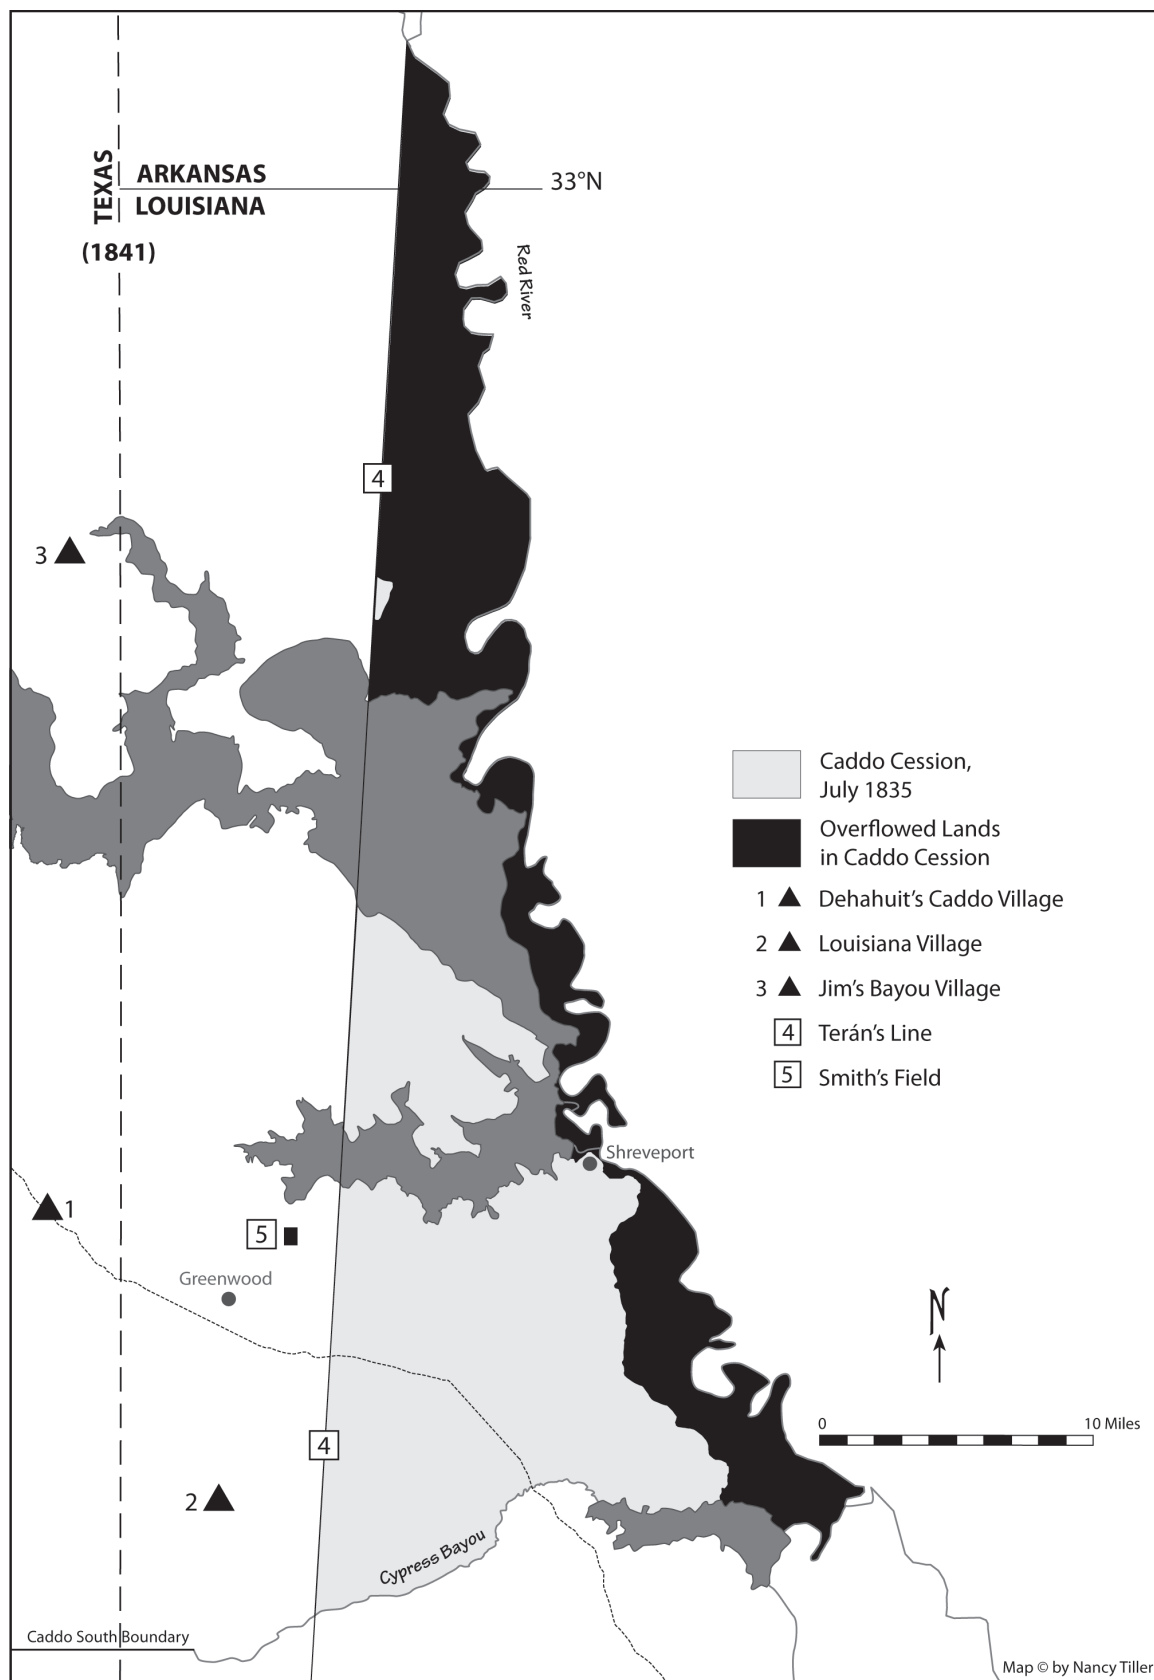 TEXAS
(1841)
ARKANSAS
LOUISIANA
33°N
Red River
4
3
Caddo Cession,
July 1835
Overflowed Lands
in Caddo Cession
1 Dehahuit's Caddo Village
2 Louisiana Village
3 Jim's Bayou Village
4 Terán's Line
5 Smith's Field
Shreveport
1
5
Greenwood
N
0 10 Miles
4
2
Cypress Bayou
Caddo South Boundary
Map © by Nancy Tiller